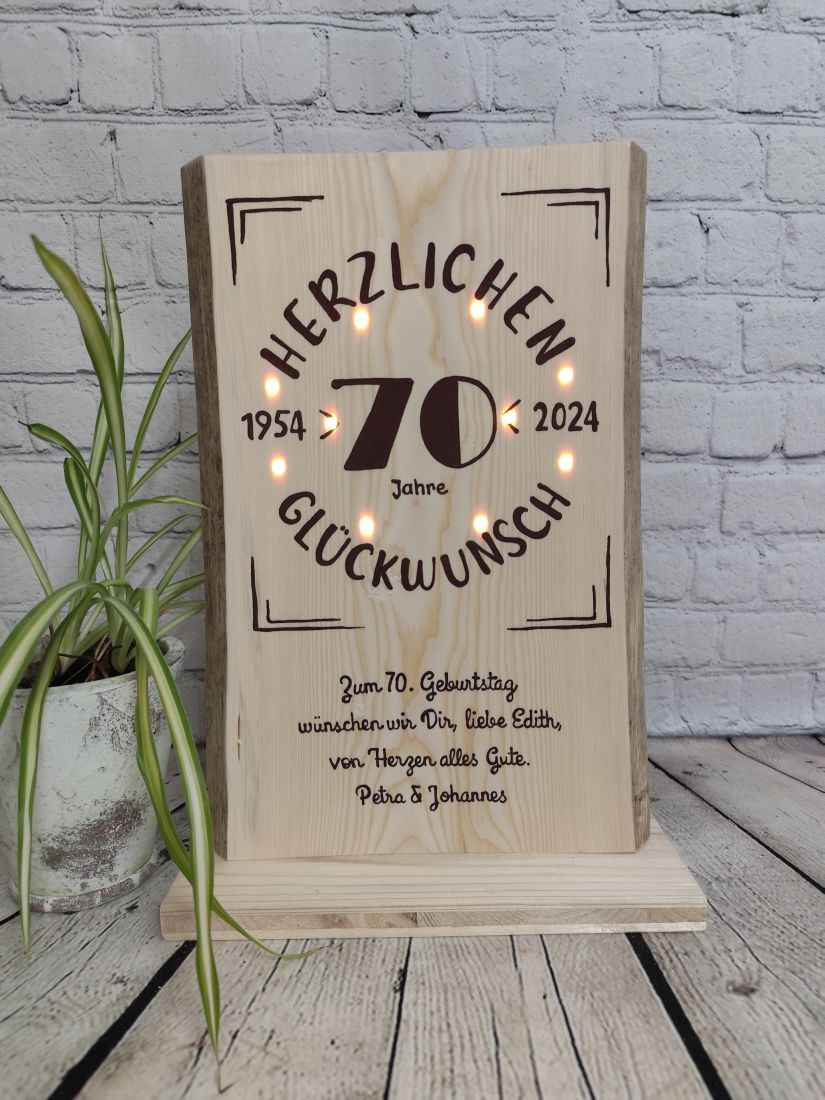 HERZLICHEN
1954 70 2024
Jahre
GLÜCKWUNSCH
Zum 70. Geburtstag
wünschen wir Dir, liebe Edith,
von Herzen alles Gute.
Petra & Johannes